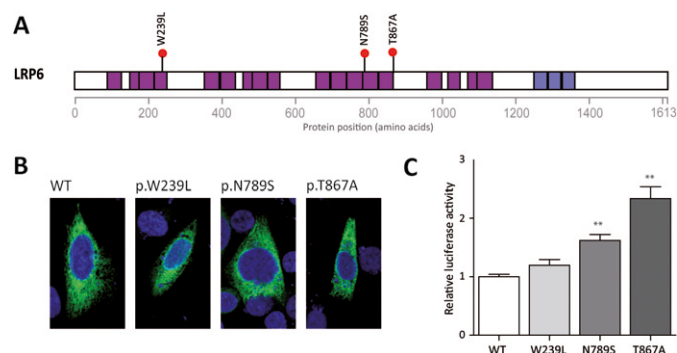 A
W239L
N789S
T867A
LRP6
0 200 400 600 800 1000 1200 1400 1613
Protein position (amino acids)
B
WT p.W239L p.N789S p.T867A
C
Relative luciferase activity
3
**
2
**
1
0
WT W239L N789S T867A